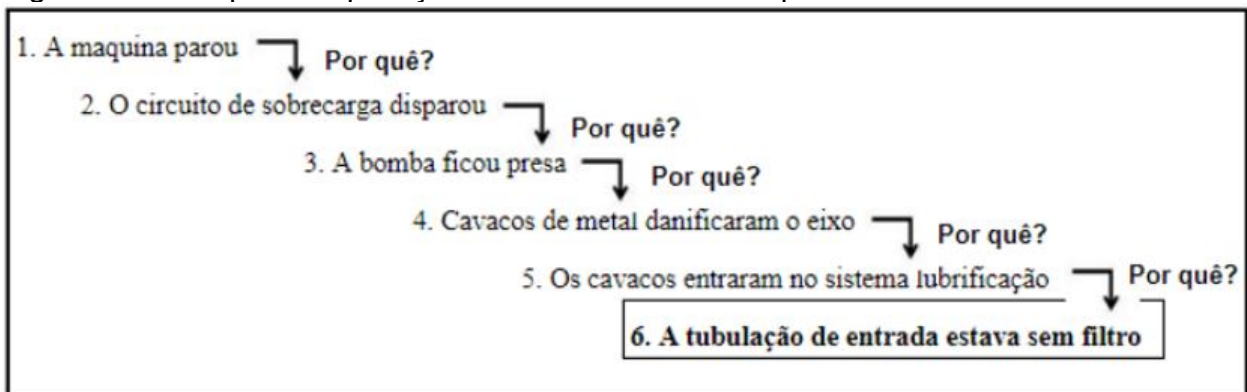 1. A maquina parou
Por quê?
2. O circuito de sobrecarga disparou
Por quê?
3. A bomba ficou presa
Por quê?
4. Cavacos de metal danificaram o eixo
Por quê?
5. Os cavacos entraram no sistema lubrificação
Por quê?
6. A tubulação de entrada estava sem filtro